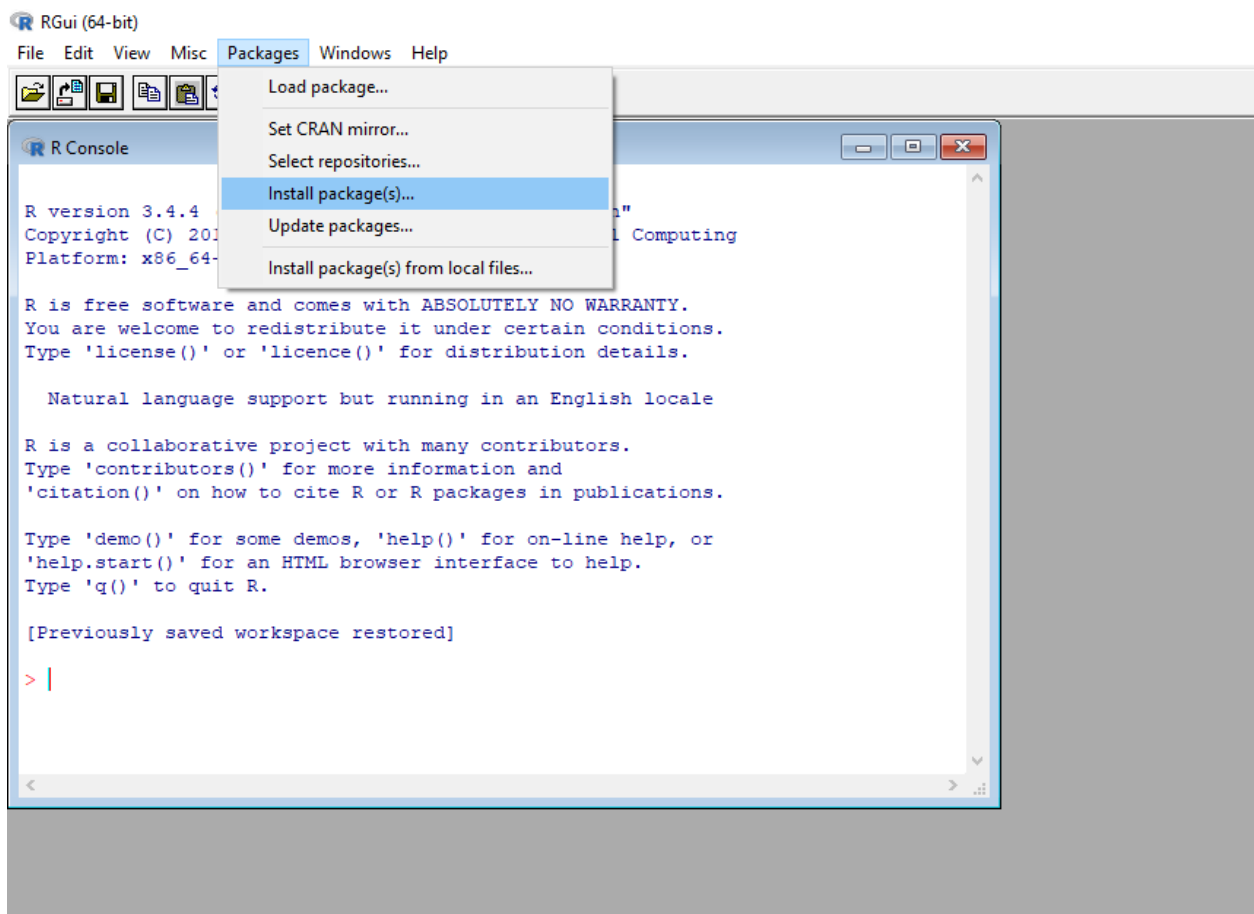 RGui (64-bit)
File Edit View Misc Packages Windows Help
Load package...
Set CRAN mirror...
Select repositories...
Install package(s)...
Update packages...
Install package(s) from local files...
R Console
R version 3.4.4
Copyright (C) Computing
Platform:
R is free software and comes with ABSOLUTELY NO WARRANTY.
You are welcome to redistribute it under certain conditions.
Type 'license()' or 'licence()' for distribution details.
Natural language support but running in an English locale
R is a collaborative project with many contributors.
Type 'contributors()' for more information and
'citation()' on how to cite R or R packages in publications.
Type 'demo()' for some demos, 'help()' for on-line help, or
'help.start()' for an HTML browser interface to help.
Type 'q()' to quit R.
[Previously saved workspace restored]
>